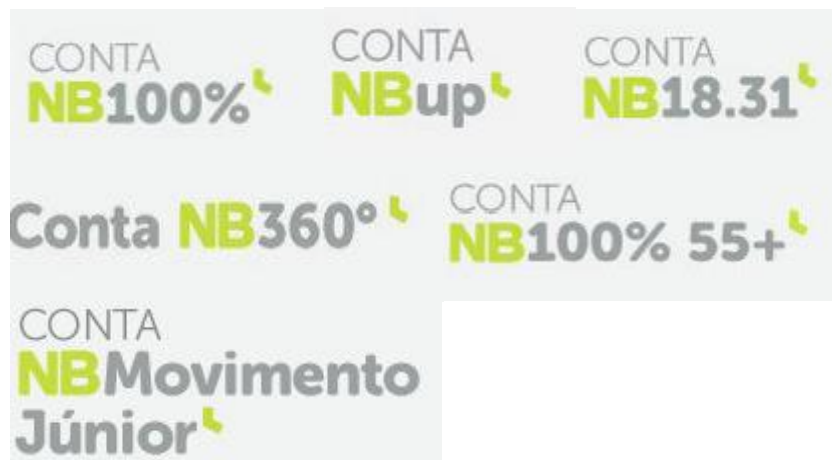 CONTA
NB100%
CONTA
NBup
CONTA
NB18.31
Conta NB360°
CONTA
NB100% 55+
CONTA
NBMovimento
Júnior